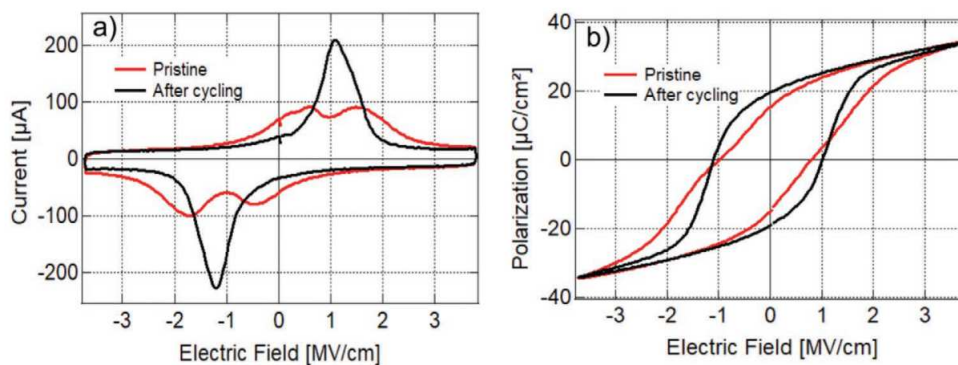 a)
Pristine
After cycling
200
100
0
-100
-200
Current [µA]
-3
-2
-1
0
1
2
3
Electric Field [MV/cm]
b)
Pristine
After cycling
40
20
0
-20
-40
Polarization [µC/cm²]
-3
-2
-1
0
1
2
3
Electric Field [MV/cm]